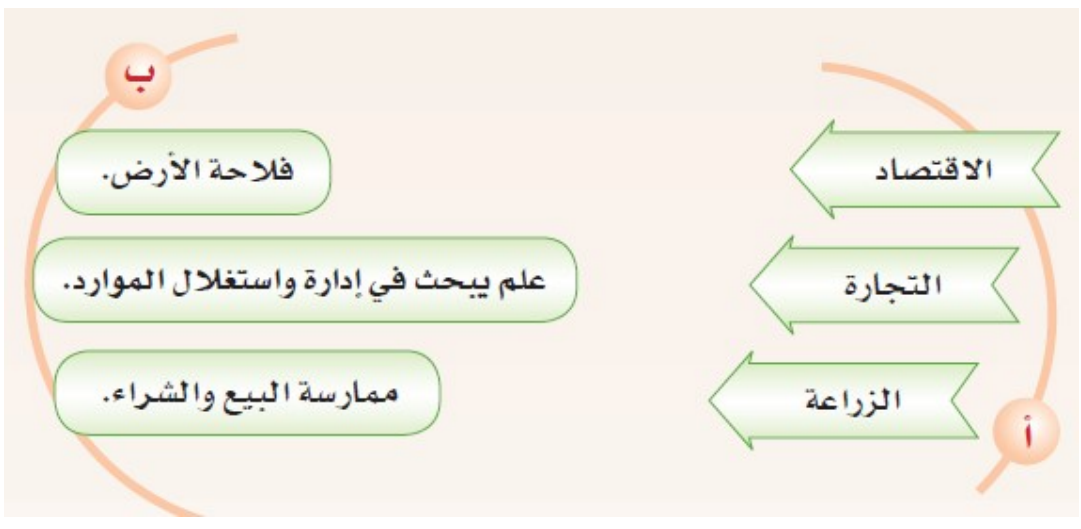 أ
الاقتصاد
التجارة
الزراعة
ب
فلاحة الأرض.
علم يبحث في إدارة واستغلال الموارد.
ممارسة البيع والشراء.